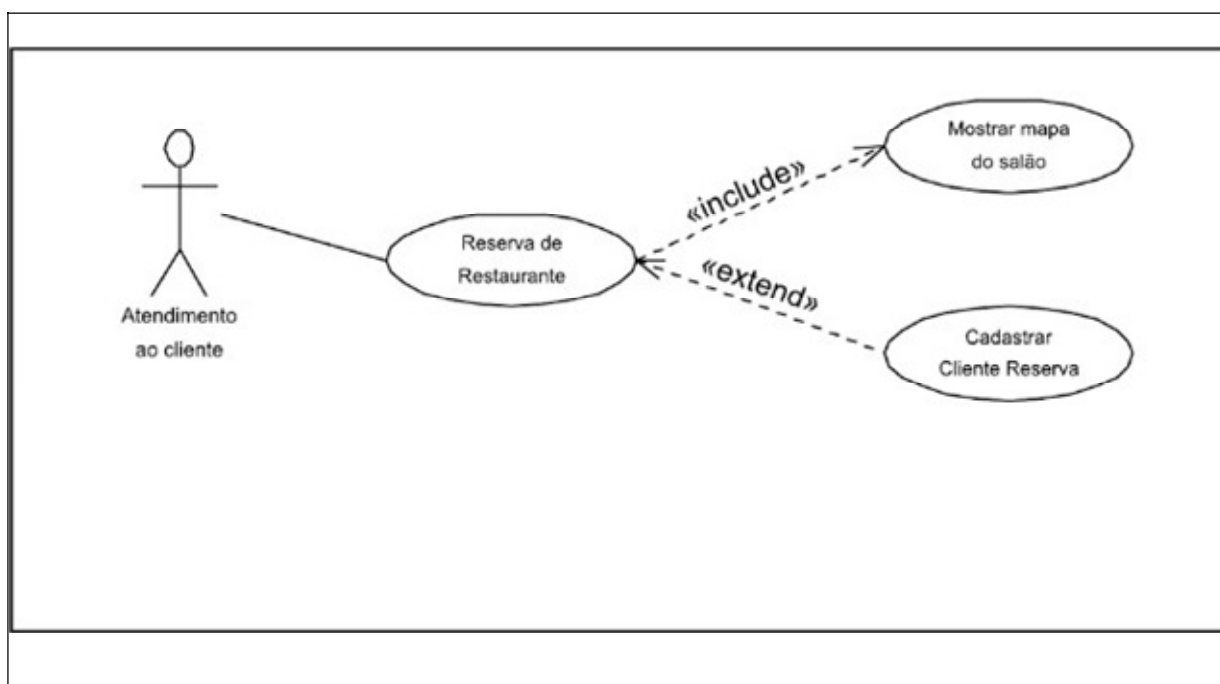 Mostrar mapa
do salão
«include»
Reserva de
Restaurante
«extend»
Atendimento
ao cliente
Cadastrar
Cliente Reserva